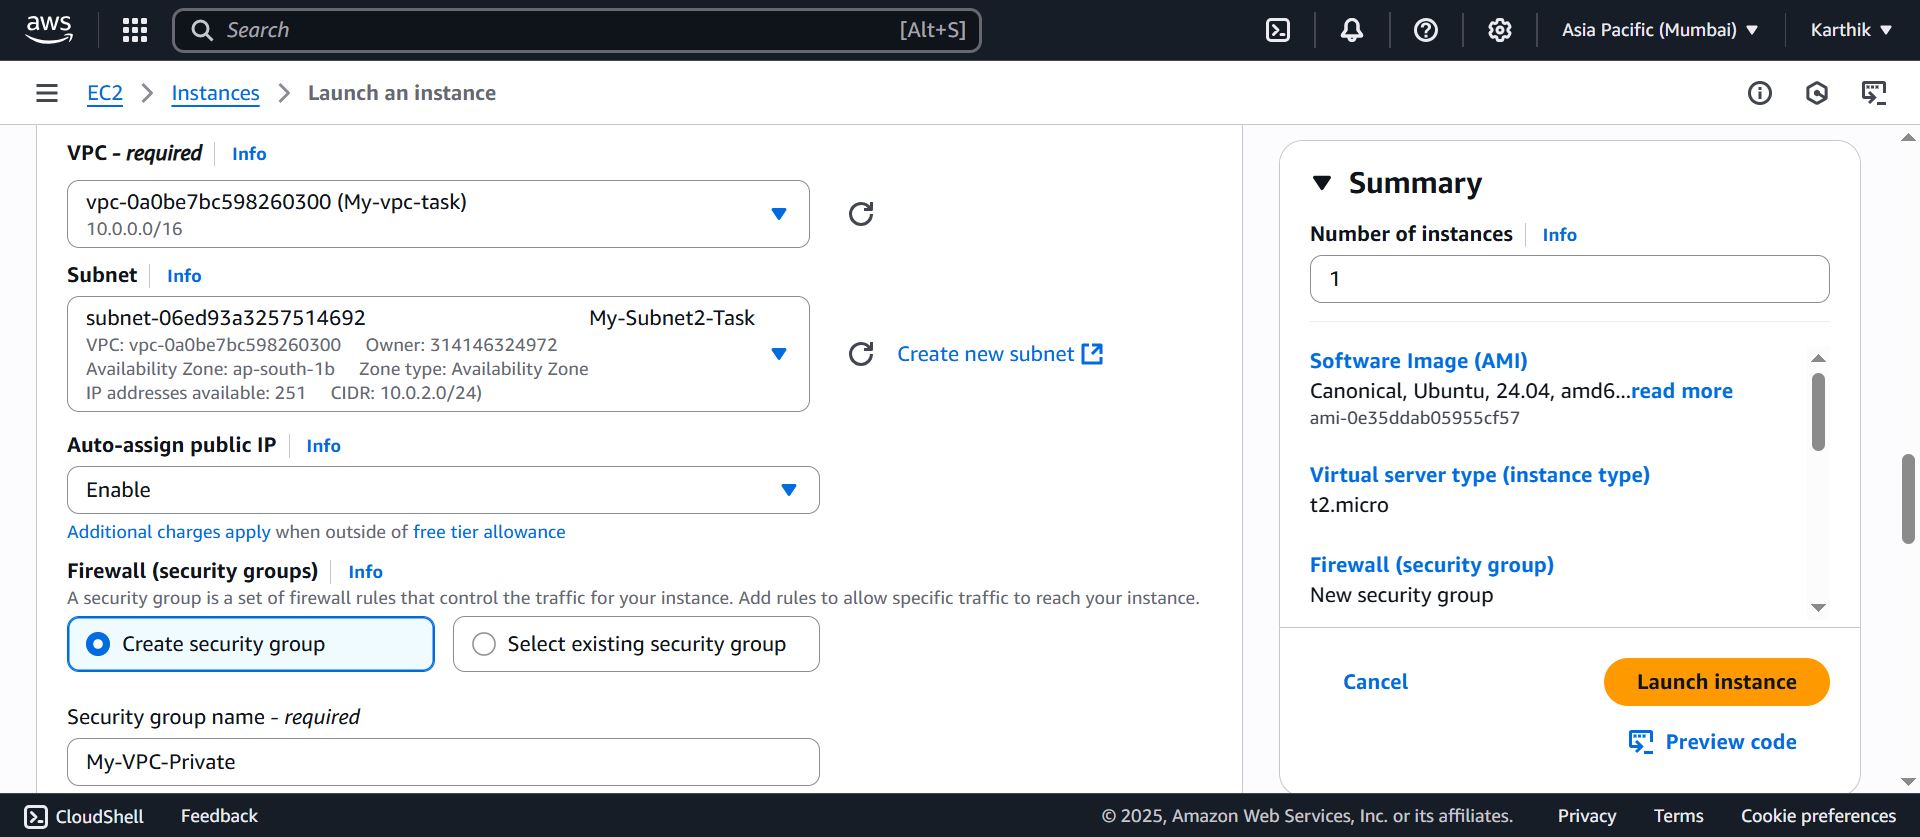 aws
Search [Alt+S]
Asia Pacific (Mumbai)
Karthik
EC2 > Instances > Launch an instance
VPC - required Info
vpc-0a0be7bc598260300 (My-vpc-task)
10.0.0.0/16
Subnet Info
subnet-06ed93a3257514692 My-Subnet2-Task
VPC: vpc-0a0be7bc598260300 Owner: 314146324972
Availability Zone: ap-south-1b Zone type: Availability Zone
IP addresses available: 251 CIDR: 10.0.2.0/24)
Create new subnet
Auto-assign public IP Info
Enable
Additional charges apply when outside of free tier allowance
Firewall (security groups) Info
A security group is a set of firewall rules that control the traffic for your instance. Add rules to allow specific traffic to reach your instance.
Create security group
Select existing security group
Security group name - required
My-VPC-Private
Summary
Number of instances Info
1
Software Image (AMI)
Canonical, Ubuntu, 24.04, amd6...read more
ami-0e35ddab05955cf57
Virtual server type (instance type)
t2.micro
Firewall (security group)
New security group
Cancel
Launch instance
Preview code
CloudShell Feedback
© 2025, Amazon Web Services, Inc. or its affiliates. Privacy Terms Cookie preferences